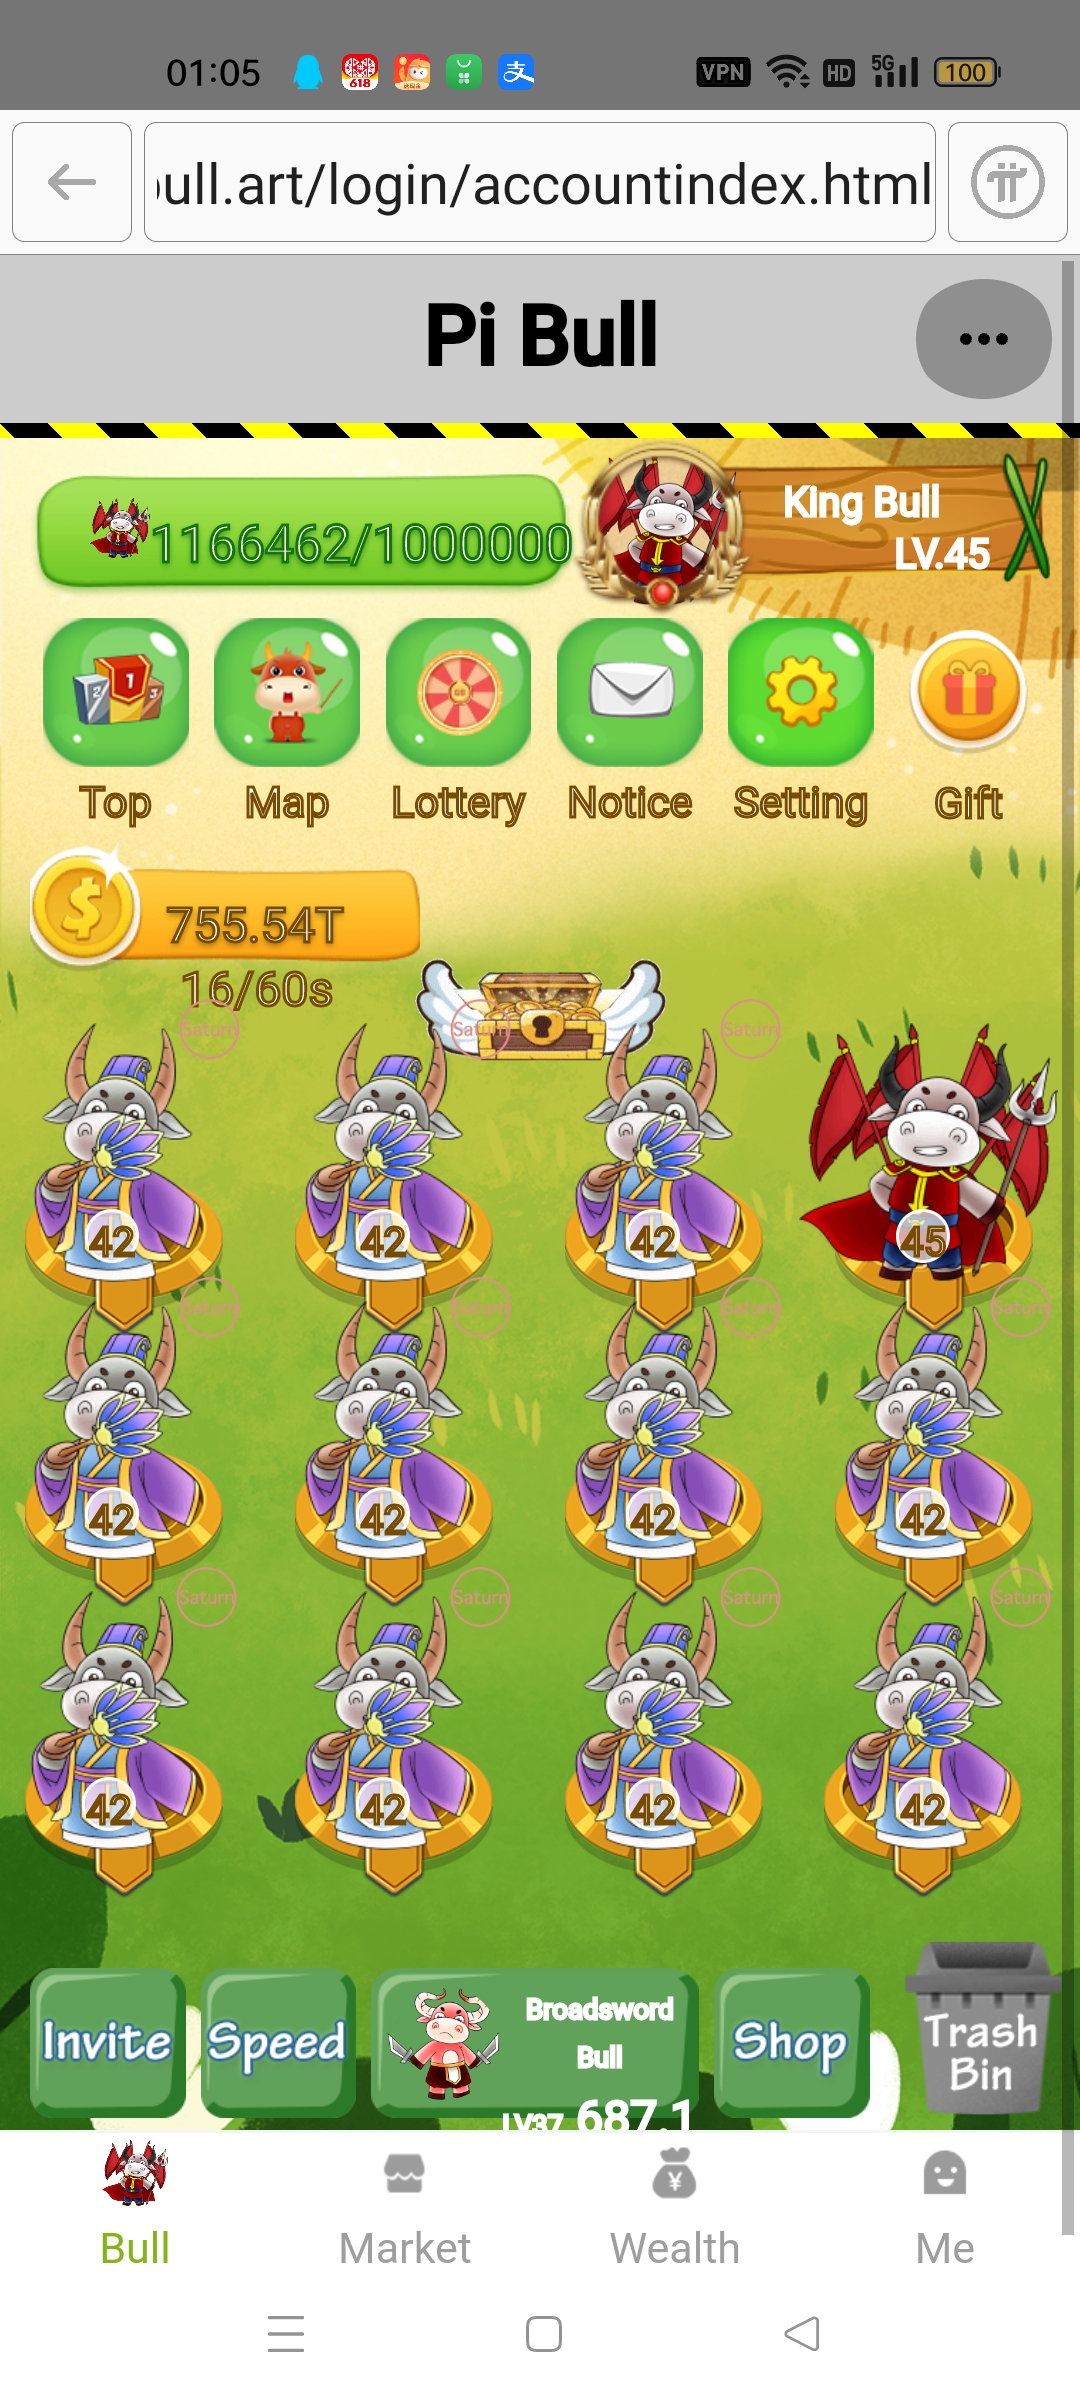 01:05
618
VPN HD 5G 100
ull.art/login/accountindex.html
Pi Bull
1166462/1000000
King Bull
LV.45
Top Map Lottery Notice Setting Gift
755.54T
16/60s
Saturn Saturn Saturn
42 42 42 45
Saturn Saturn Saturn Saturn
42 42 42 42
Saturn Saturn Saturn Saturn
42 42 42 42
Invite Speed
Broadsword
Bull
LV37 687.1
Shop
Trash
Bin
Bull Market Wealth Me